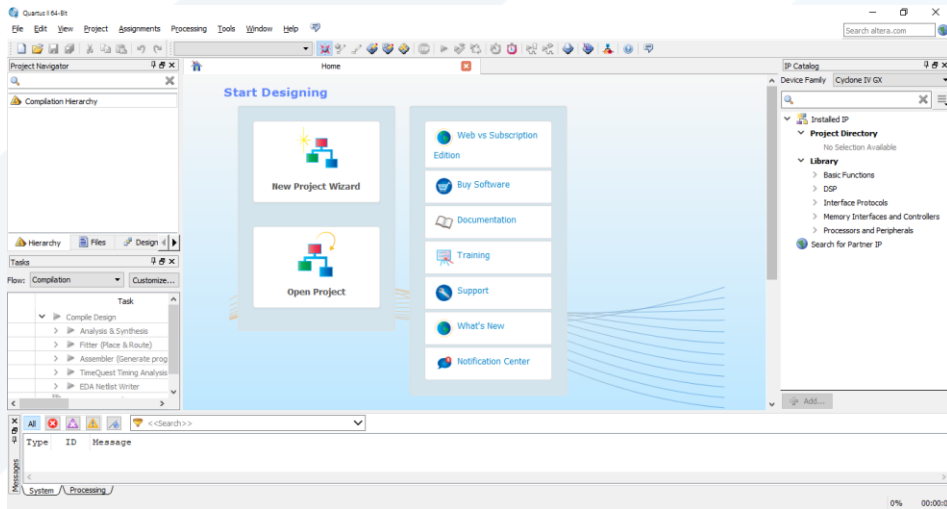 Quartus II 64-Bit
File Edit View Project Assignments Processing Tools Window Help
Search altera.com
Project Navigator
Home
IP Catalog
Device Family Cyclone IV GX
Compilation Hierarchy
Start Designing
New Project Wizard
Open Project
Web vs Subscription
Edition
Buy Software
Documentation
Training
Support
What's New
Notification Center
Installed IP
Project Directory
No Selection Available
Library
Basic Functions
DSP
Interface Protocols
Memory Interfaces and Controllers
Processors and Peripherals
Search for Partner IP
Hierarchy Files Design
Tasks
Flow: Compilation Customize...
Task
Compile Design
Analysis & Synthesis
Fitter (Place & Route)
Assembler (Generate prog
TimeQuest Timing Analysis
EDA Netlist Writer
Add...
All <<Search>>
Type ID Message
Messages
System Processing
0% 00:00:0